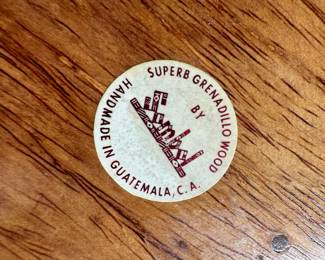 SUPERB GRENADILLO WOOD
BY
HANDMADE IN GUATEMALA, C. A.